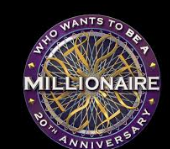 WHO WANTS TO BE A
MILLIONAIRE
20TH ANNIVERSARY